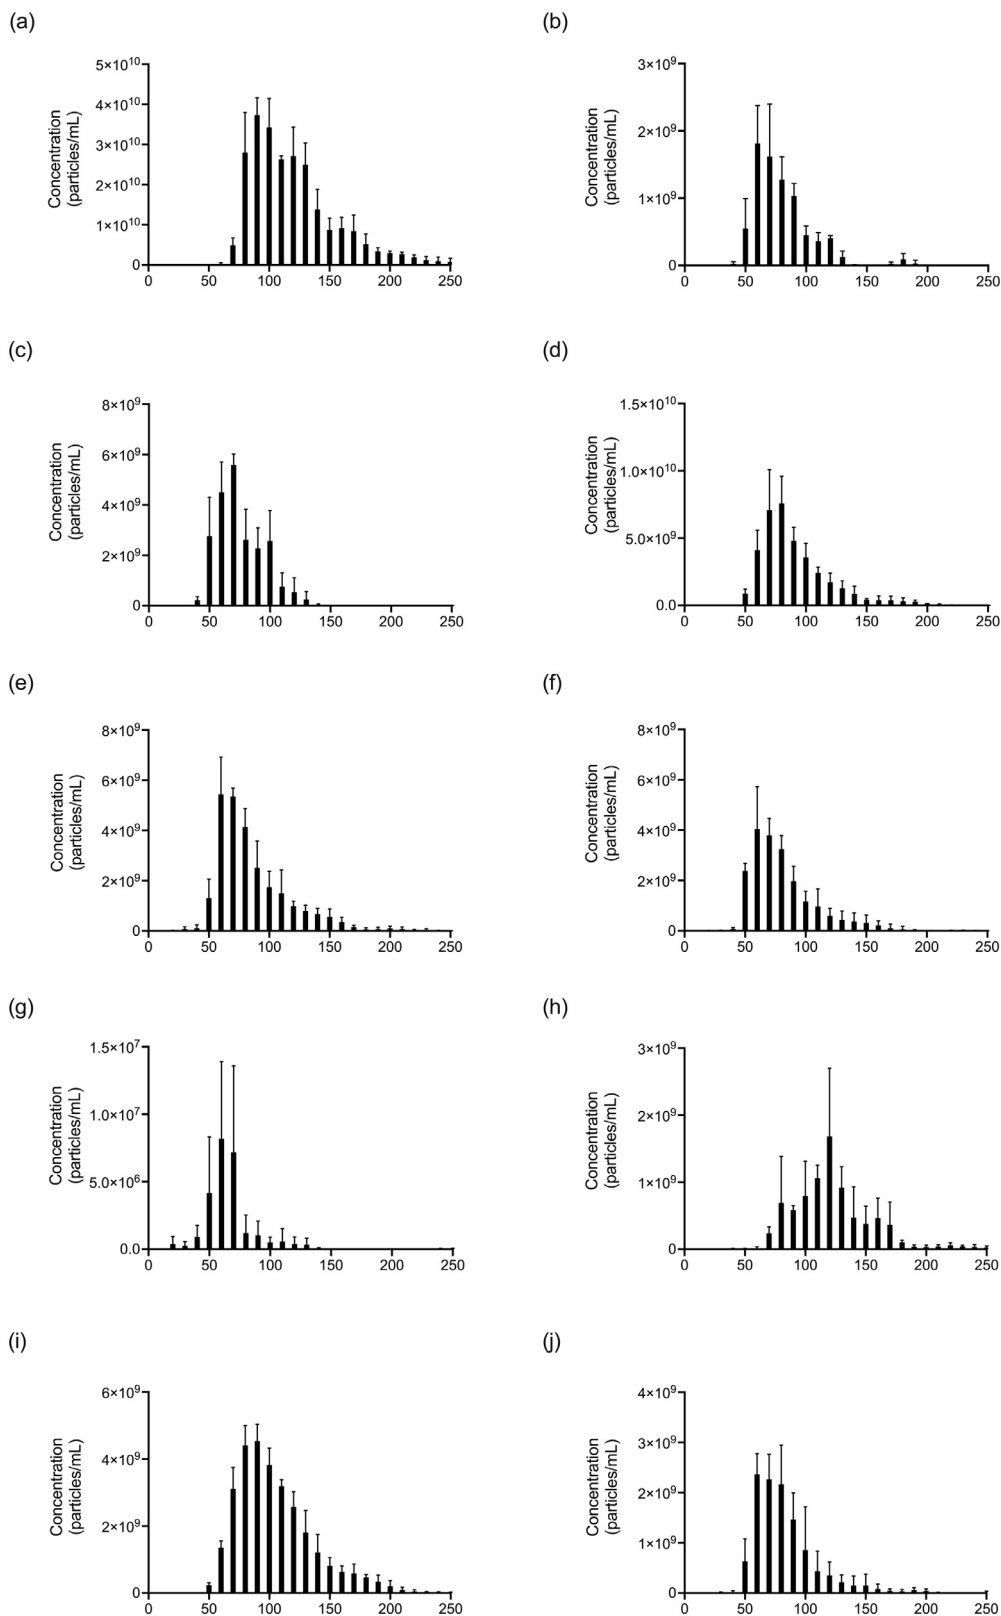 (a)
Concentration
(particles/mL)
5×10¹⁰
4×10¹⁰
3×10¹⁰
2×10¹⁰
1×10¹⁰
0
0 50 100 150 200 250
(b)
Concentration
(particles/mL)
3×10⁹
2×10⁹
1×10⁹
0
0 50 100 150 200 250
(c)
Concentration
(particles/mL)
8×10⁹
6×10⁹
4×10⁹
2×10⁹
0
0 50 100 150 200 250
(d)
Concentration
(particles/mL)
1.5×10¹⁰
1.0×10¹⁰
5.0×10⁹
0.0
0 50 100 150 200 250
(e)
Concentration
(particles/mL)
8×10⁹
6×10⁹
4×10⁹
2×10⁹
0
0 50 100 150 200 250
(f)
Concentration
(particles/mL)
8×10⁹
6×10⁹
4×10⁹
2×10⁹
0
0 50 100 150 200 250
(g)
Concentration
(particles/mL)
1.5×10⁷
1.0×10⁷
5.0×10⁶
0.0
0 50 100 150 200 250
(h)
Concentration
(particles/mL)
3×10⁹
2×10⁹
1×10⁹
0
0 50 100 150 200 250
(i)
Concentration
(particles/mL)
6×10⁹
4×10⁹
2×10⁹
0
0 50 100 150 200 250
(j)
Concentration
(particles/mL)
4×10⁹
3×10⁹
2×10⁹
1×10⁹
0
0 50 100 150 200 250